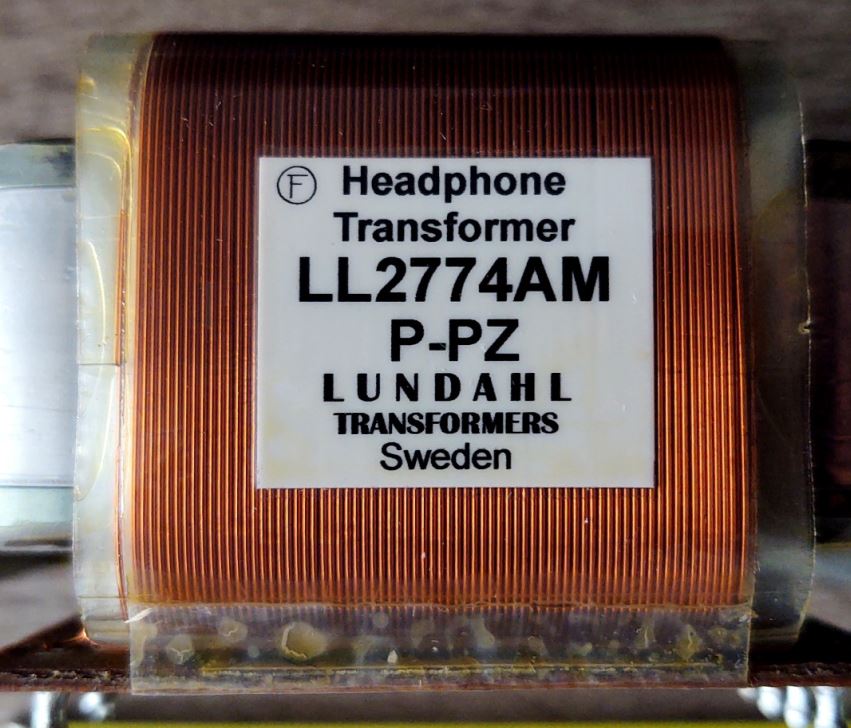 Ⓕ Headphone
Transformer
LL2774AM
P-PZ
LUNDAHL
TRANSFORMERS
Sweden